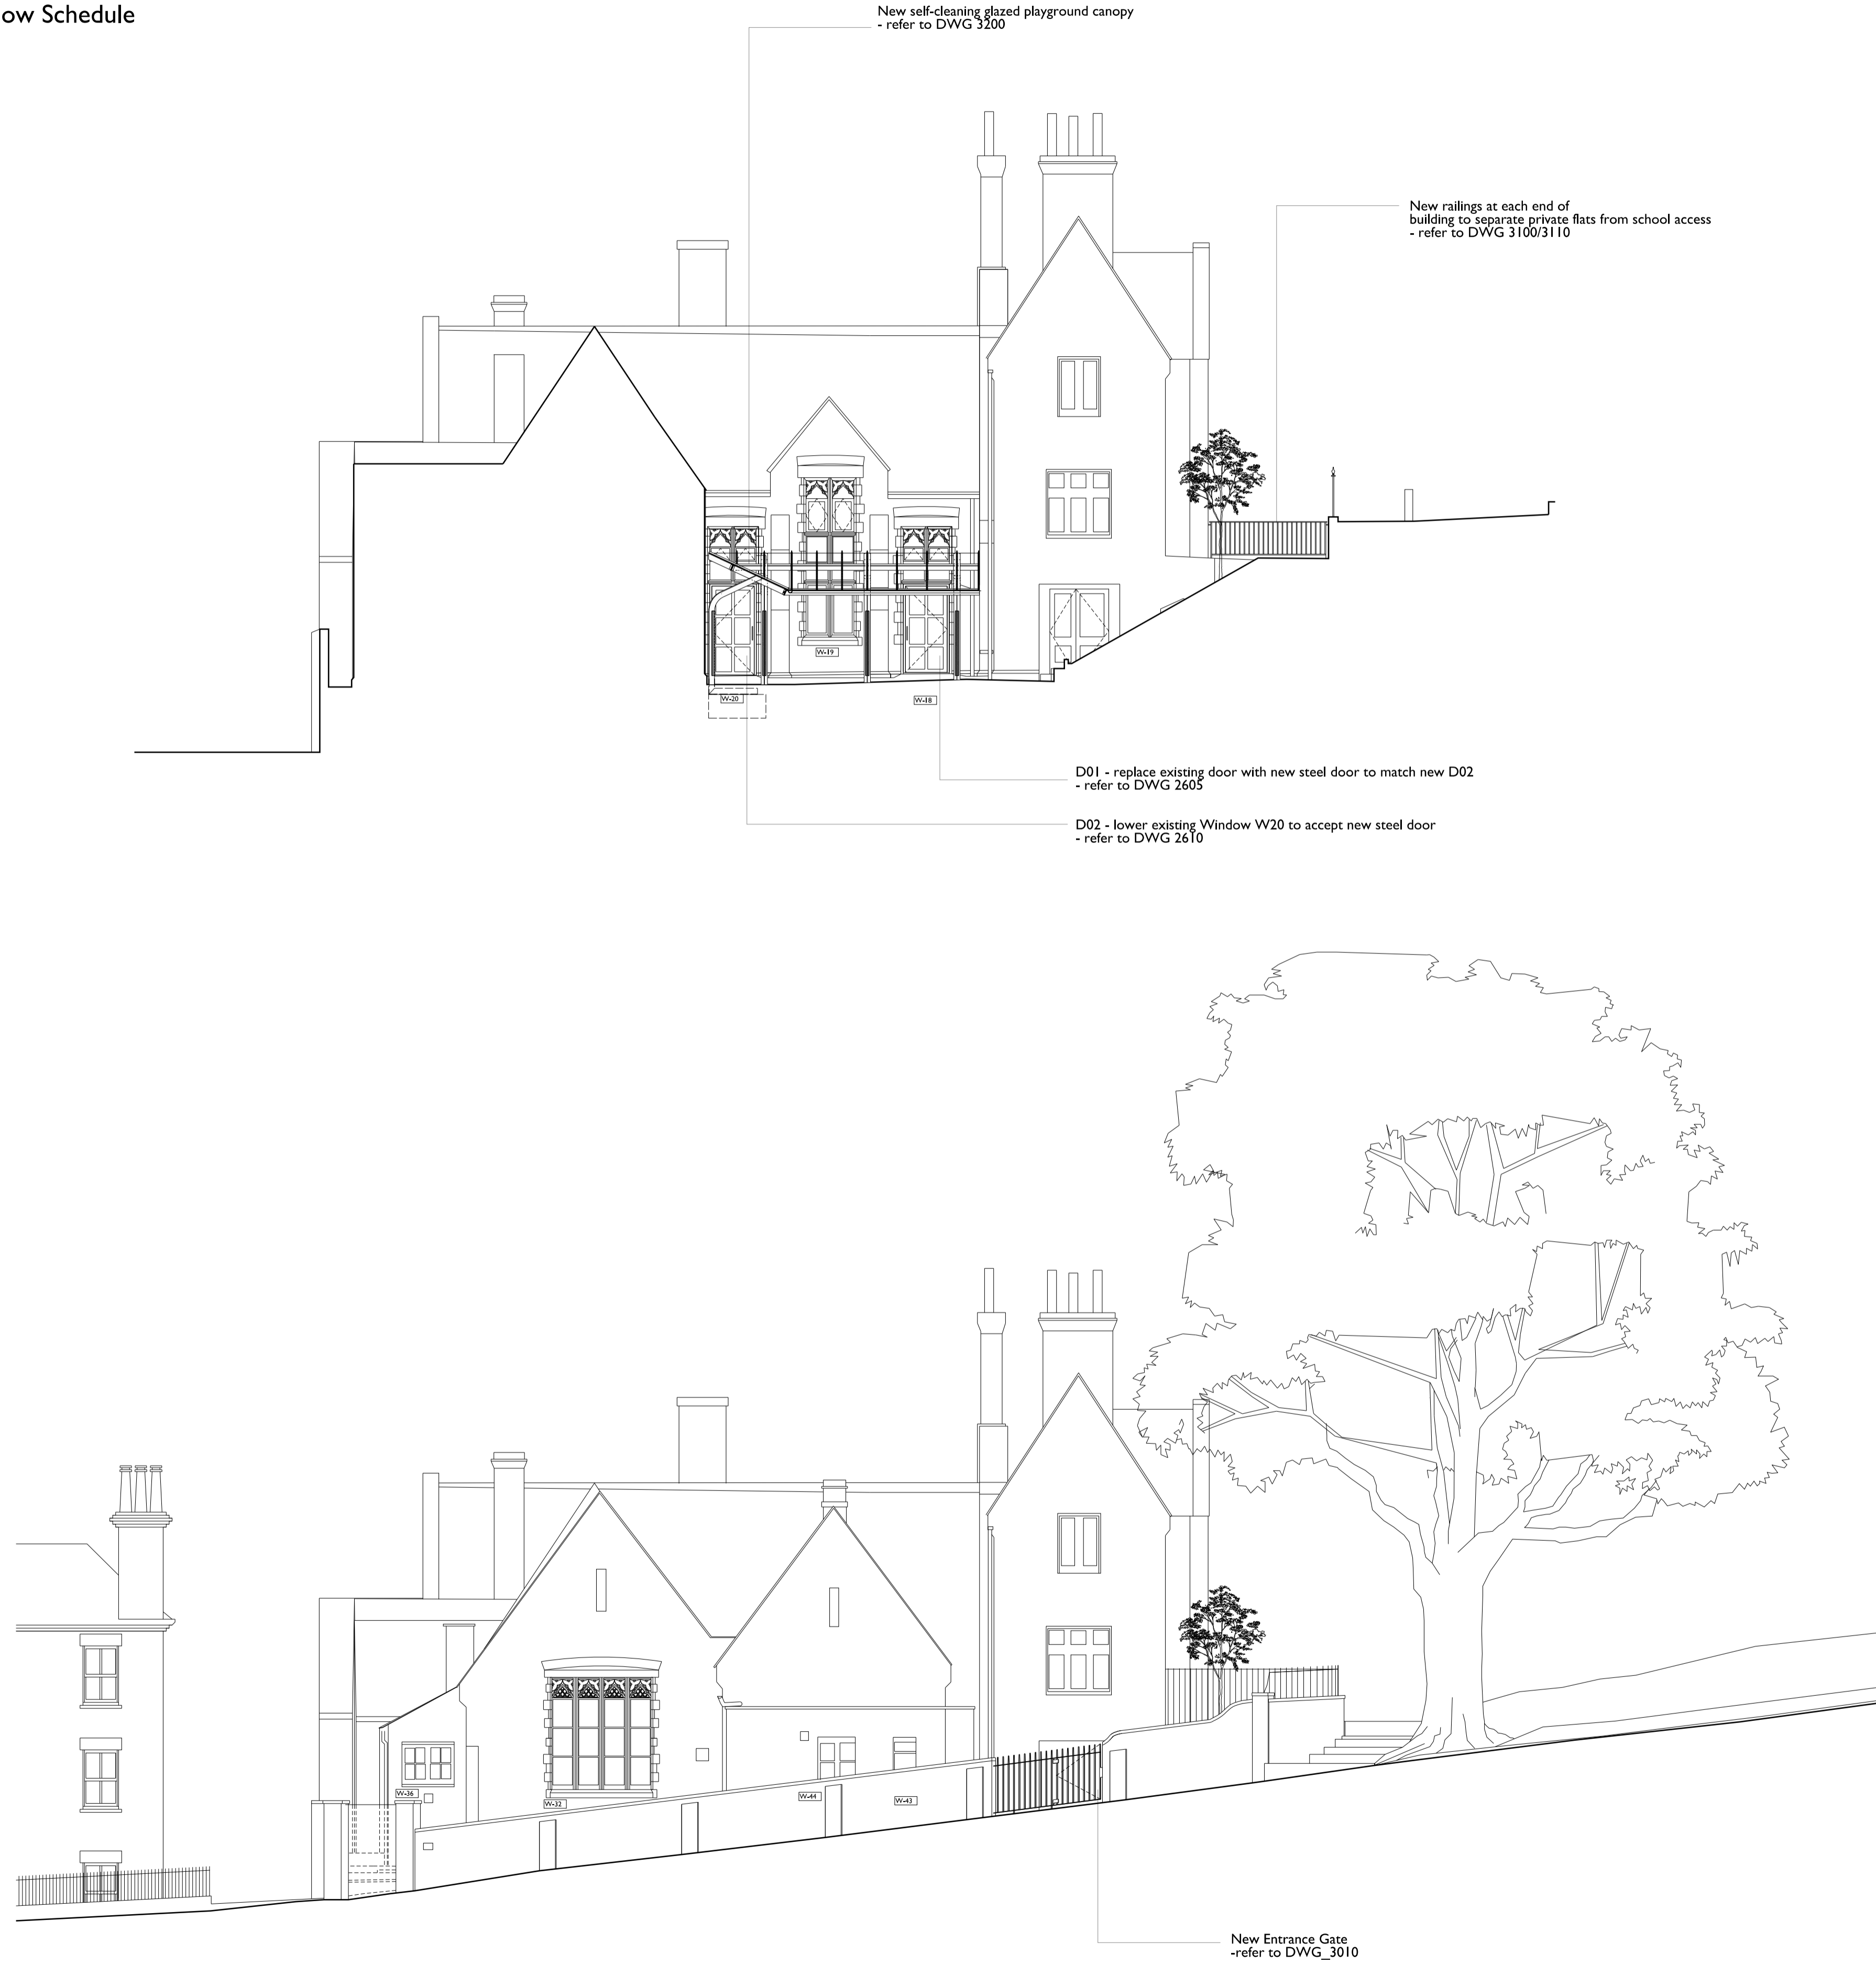 ow Schedule
New self-cleaning glazed playground canopy
- refer to DWG 3200
New railings at each end of
building to separate private flats from school access
- refer to DWG 3100/3110
W-19
W-20
W-18
D01 - replace existing door with new steel door to match new D02
- refer to DWG 2605
D02 - lower existing Window W20 to accept new steel door
- refer to DWG 2610
W-36
W-32
W-44
W-43
New Entrance Gate
-refer to DWG_3010